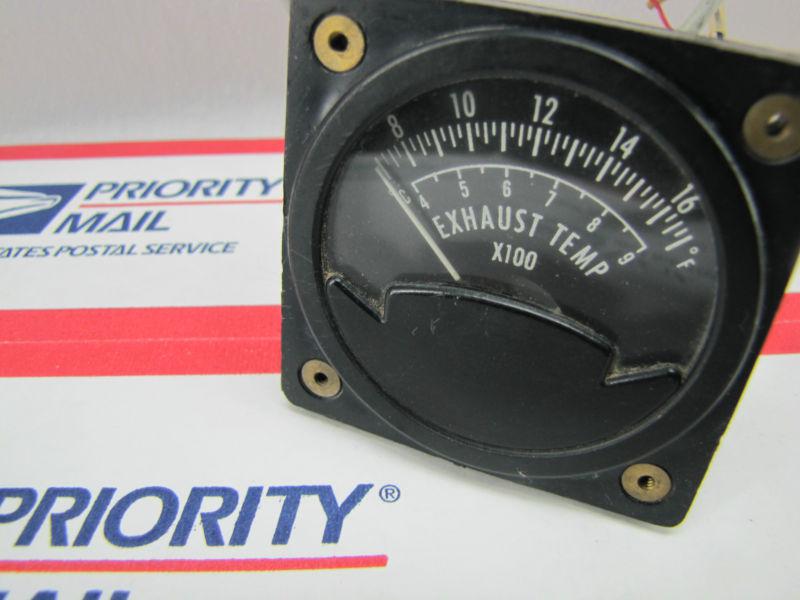 8 10 12 14 16 °F
°C 4 5 6 7 8 9
EXHAUST TEMP
X100
PRIORITY
MAIL
ATES POSTAL SERVICE
PRIORITY®
MAIL